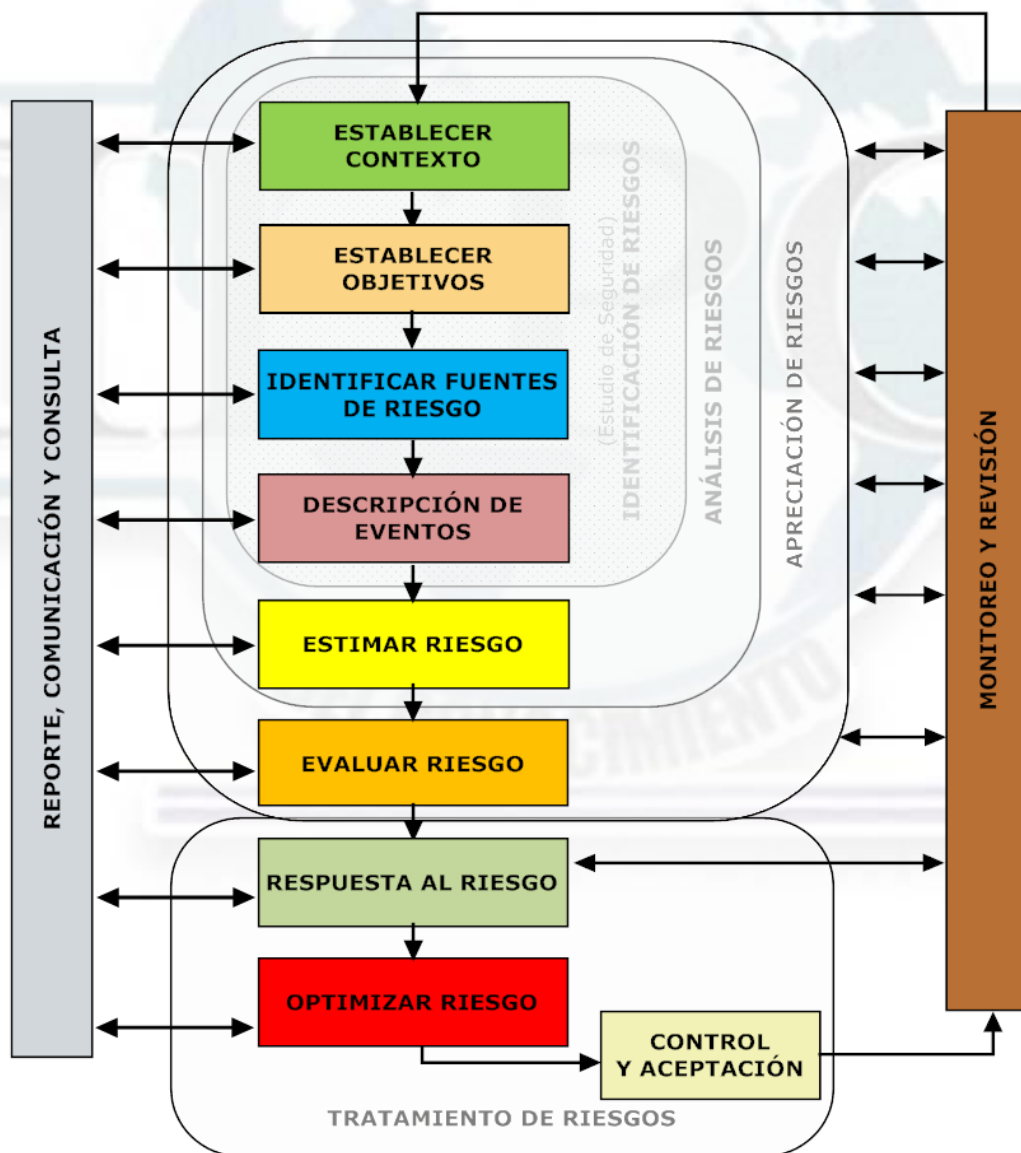 ESTABLECER
CONTEXTO
ESTABLECER
OBJETIVOS
IDENTIFICAR FUENTES
DE RIESGO
DESCRIPCIÓN DE
EVENTOS
ESTIMAR RIESGO
EVALUAR RIESGO
RESPUESTA AL RIESGO
OPTIMIZAR RIESGO
CONTROL
Y ACEPTACIÓN
TRATAMIENTO DE RIESGOS
REPORTE, COMUNICACIÓN Y CONSULTA
(Estudio de Seguridad)
IDENTIFICACIÓN DE RIESGOS
ANÁLISIS DE RIESGOS
APRECIACIÓN DE RIESGOS
MONITOREO Y REVISIÓN